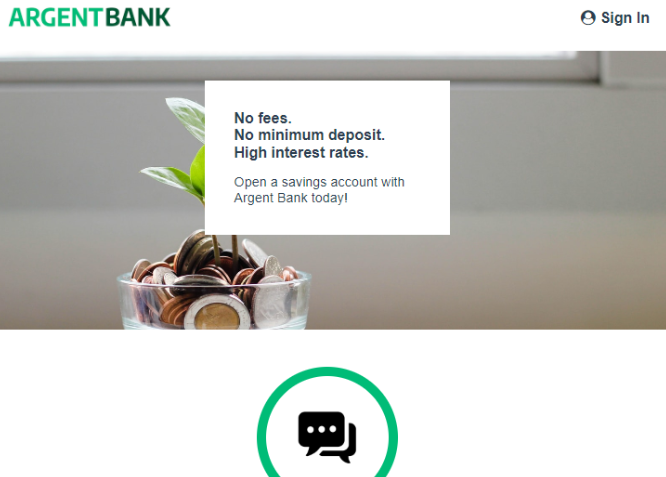 ARGENTBANK
Sign In
No fees.
No minimum deposit.
High interest rates.
Open a savings account with
Argent Bank today!